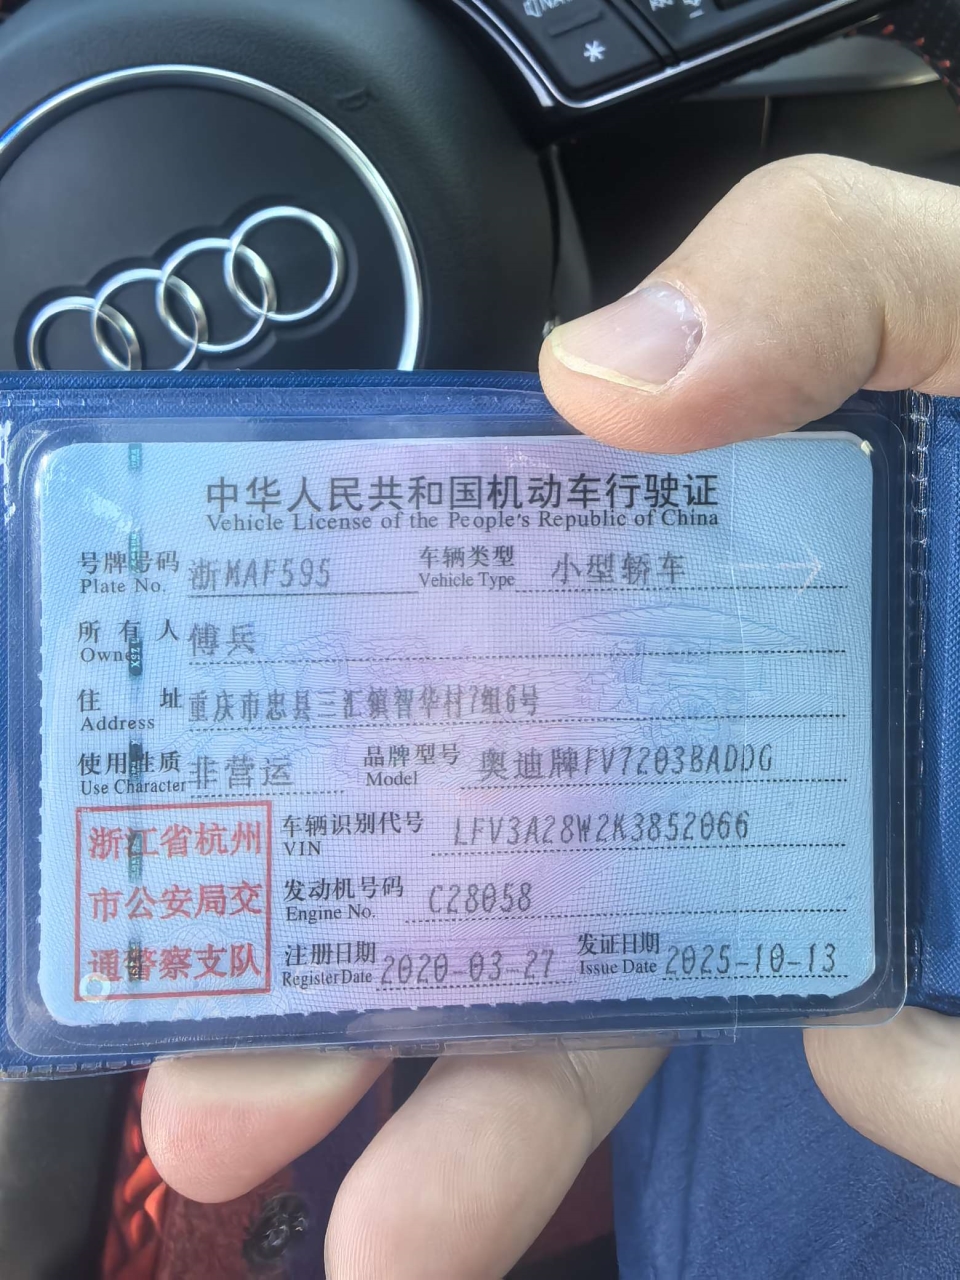 NAV
*
中华人民共和国机动车行驶证
Vehicle License of the People's Republic of China
号牌号码 浙MAF595 车辆类型 小型轿车
Plate No. Vehicle Type
所有人 傅兵
Owner
住址 重庆市忠县三汇镇智华村7组6号
Address
使用性质 非营运 品牌型号 奥迪牌FV7203BADDG
Use Character Model
浙江省杭州
市公安局交
通警察支队
车辆识别代号 LFV3A28W2K3852066
VIN
发动机号码 C28058
Engine No.
注册日期 2020-03-27 发证日期 2025-10-13
Register Date Issue Date